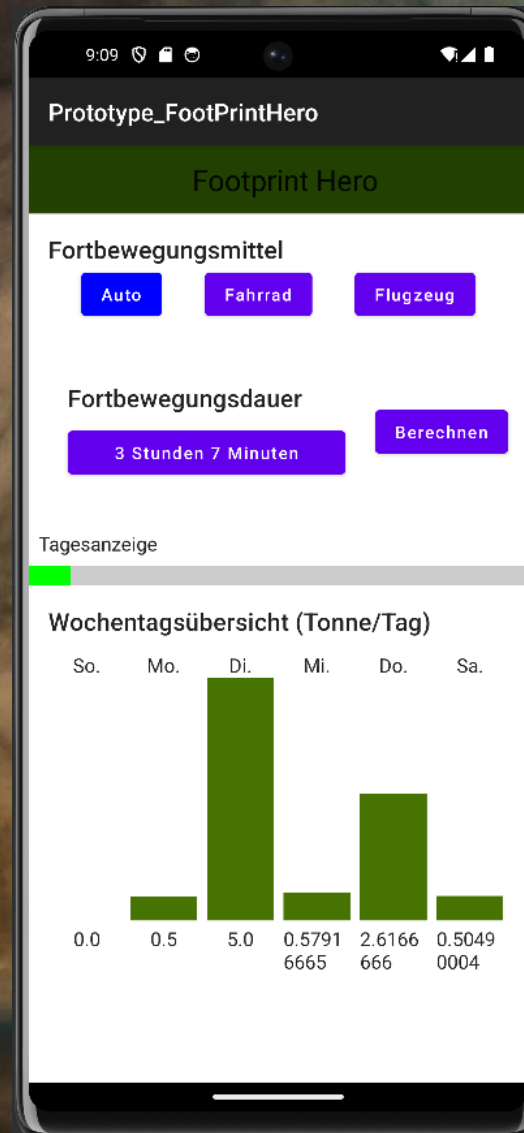 9:09
Prototype_FootPrintHero
Footprint Hero
Fortbewegungsmittel
Auto Fahrrad Flugzeug
Fortbewegungsdauer
Berechnen
3 Stunden 7 Minuten
Tagesanzeige
Wochentagsübersicht (Tonne/Tag)
So. Mo. Di. Mi. Do. Sa.
0.0 0.5 5.0 0.5791 2.6166 0.5049
6665 666 0004